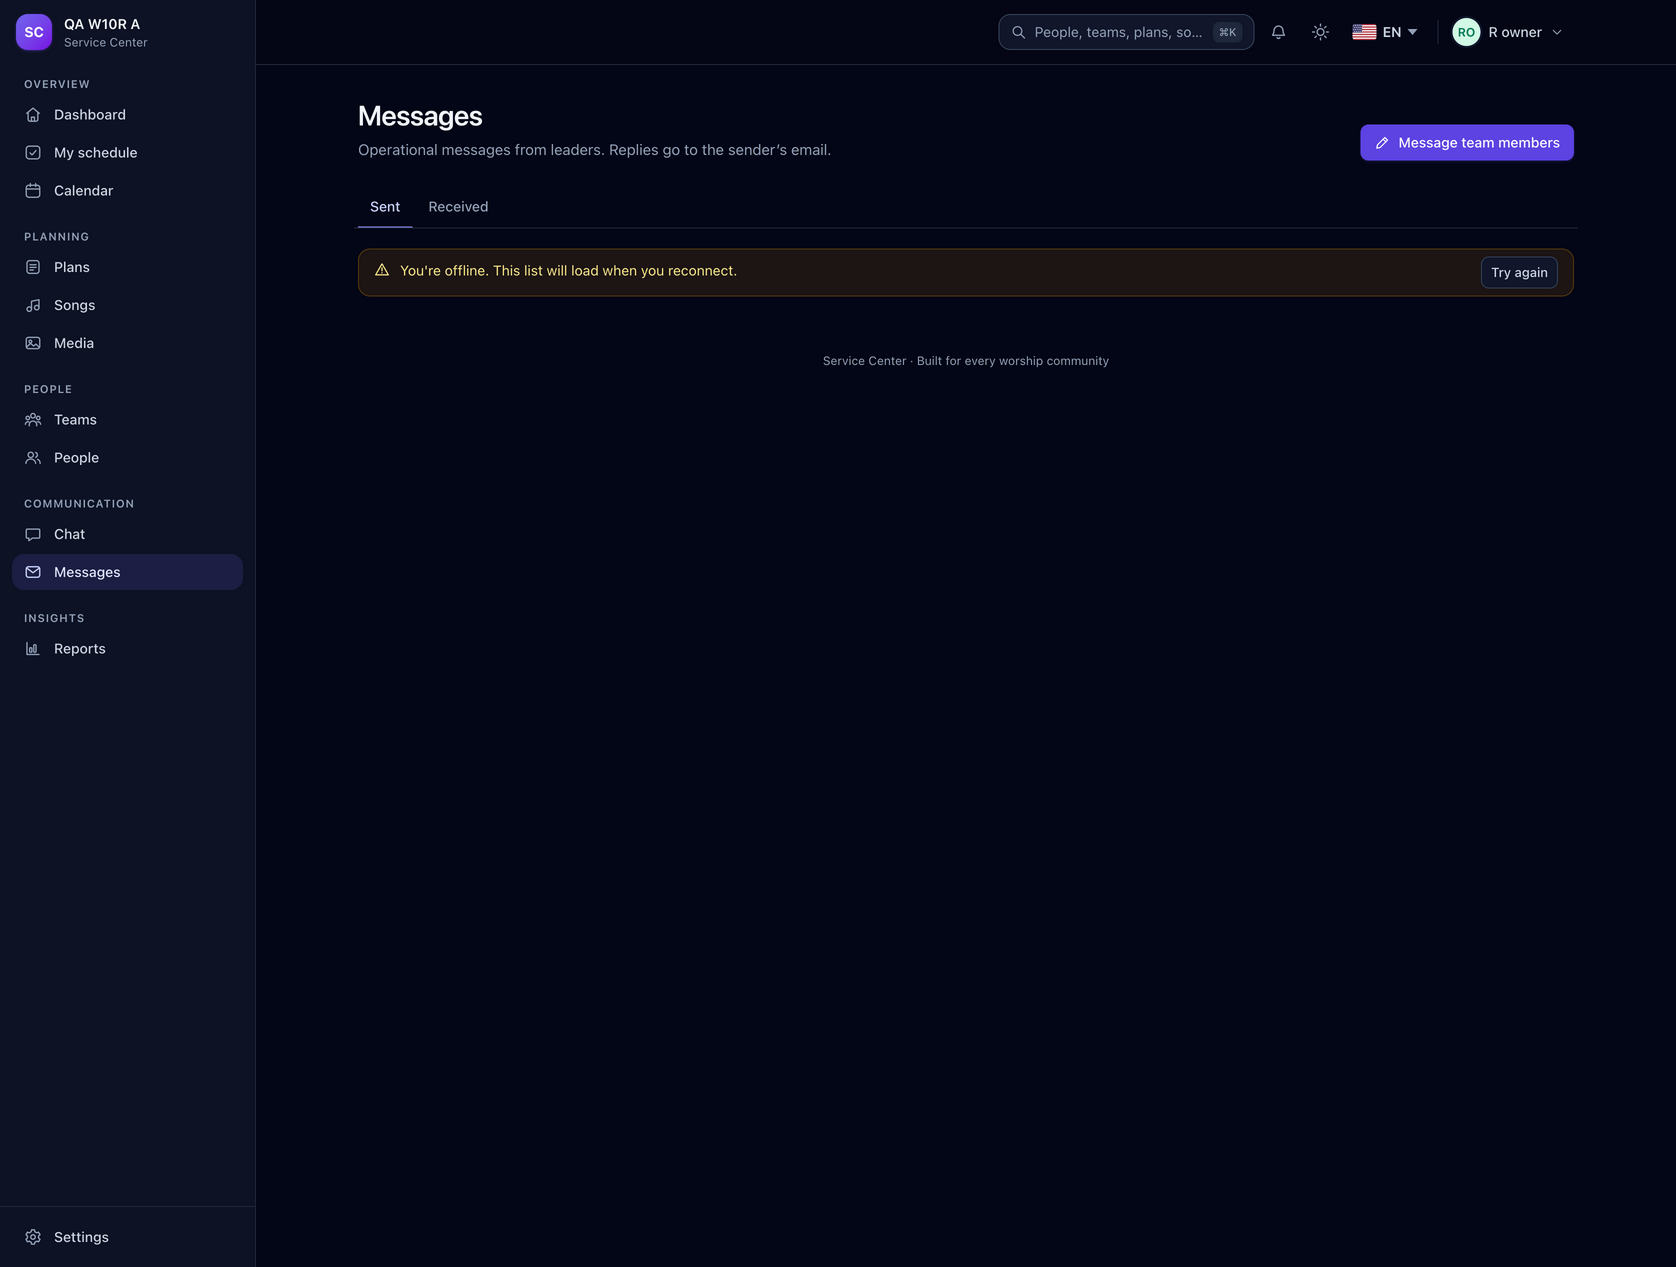 SC
QA W10R A
Service Center
People, teams, plans, so...
⌘K
EN
RO
R owner
OVERVIEW
Dashboard
My schedule
Calendar
PLANNING
Plans
Songs
Media
PEOPLE
Teams
People
COMMUNICATION
Chat
Messages
INSIGHTS
Reports
Settings
Messages
Operational messages from leaders. Replies go to the sender’s email.
Message team members
Sent
Received
You're offline. This list will load when you reconnect.
Try again
Service Center · Built for every worship community